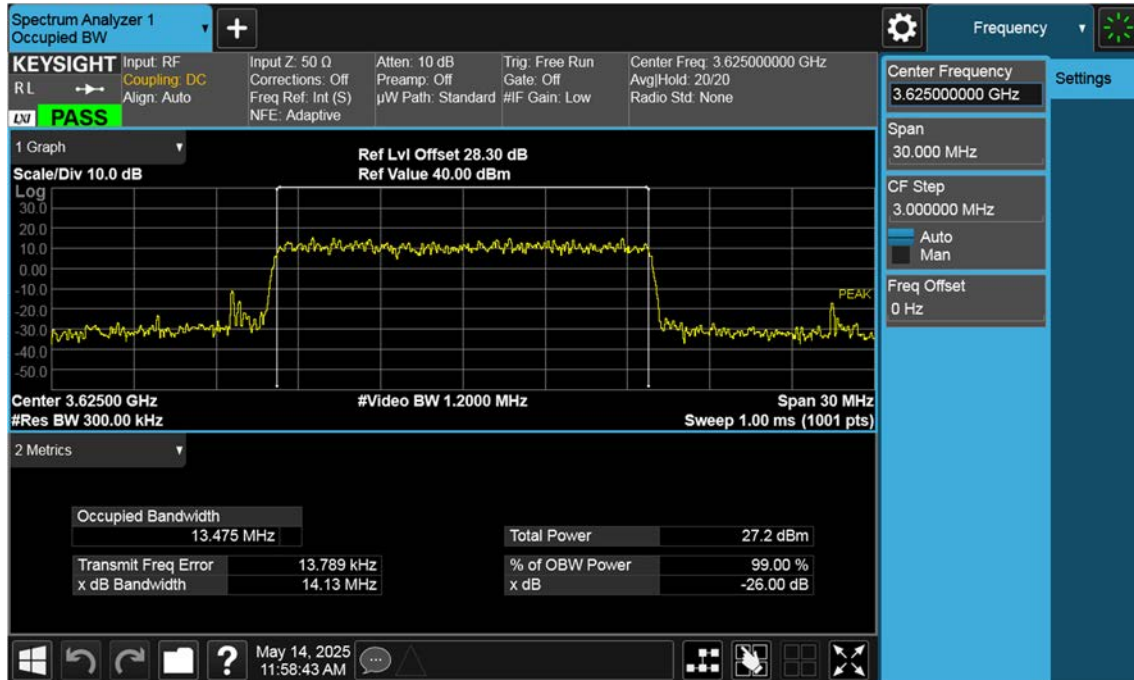 Spectrum Analyzer 1
Occupied BW
Frequency
KEYSIGHT
R L
LXI PASS
Input: RF
Coupling: DC
Align: Auto
Input Z: 50 Ω
Corrections: Off
Freq Ref: Int (S)
NFE: Adaptive
Atten: 10 dB
Preamp: Off
µW Path: Standard
Trig: Free Run
Gate: Off
#IF Gain: Low
Center Freq: 3.625000000 GHz
Avg|Hold: 20/20
Radio Std: None
Center Frequency
3.625000000 GHz
Settings
Span
30.000 MHz
CF Step
3.000000 MHz
Auto
Man
Freq Offset
0 Hz
1 Graph
Scale/Div 10.0 dB
Ref Lvl Offset 28.30 dB
Ref Value 40.00 dBm
Log
30.0
20.0
10.0
0.00
-10.0
-20.0
-30.0
-40.0
-50.0
PEAK
Center 3.62500 GHz
#Video BW 1.2000 MHz
Span 30 MHz
#Res BW 300.00 kHz
Sweep 1.00 ms (1001 pts)
2 Metrics
Occupied Bandwidth
13.475 MHz
Total Power 27.2 dBm
Transmit Freq Error 13.789 kHz
% of OBW Power 99.00 %
x dB Bandwidth 14.13 MHz
x dB -26.00 dB
?
May 14, 2025
11:58:43 AM